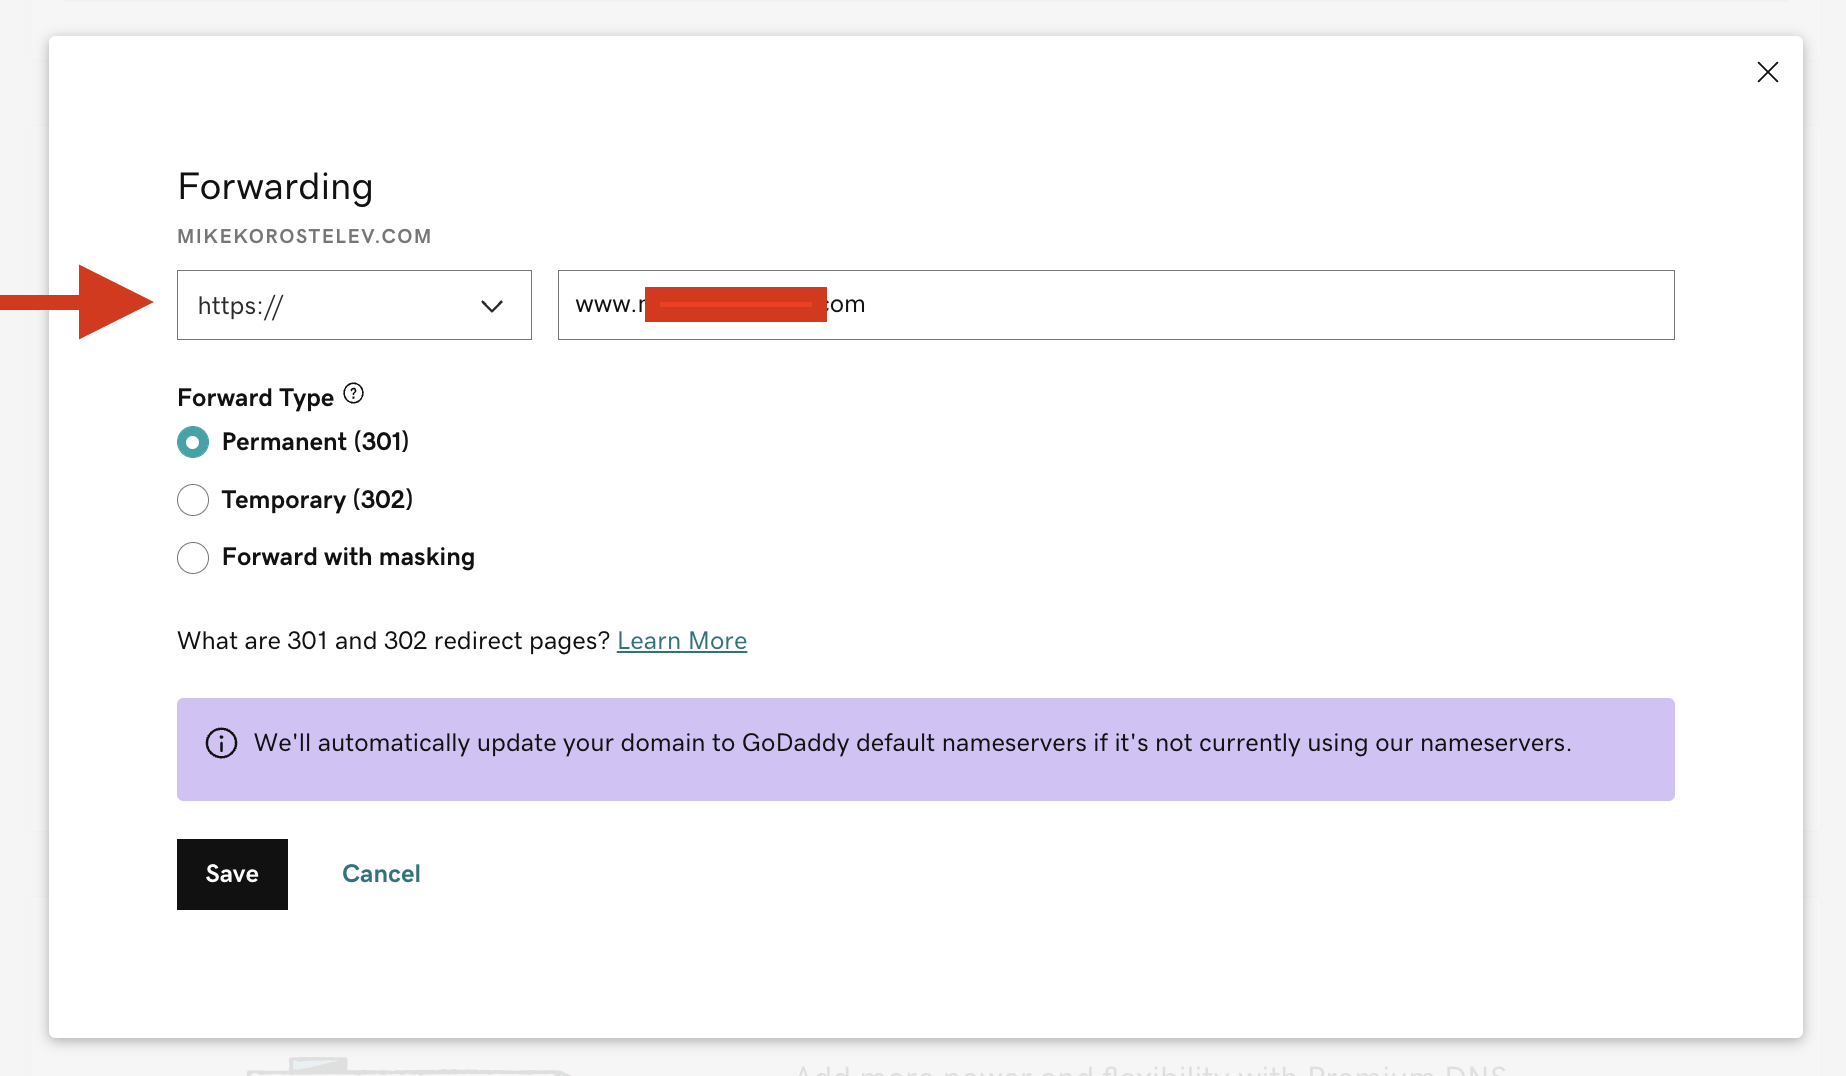 Forwarding
MIKEKOROSTELEV.COM
https://
www. om
Forward Type ?
Permanent (301)
Temporary (302)
Forward with masking
What are 301 and 302 redirect pages? Learn More
We'll automatically update your domain to GoDaddy default nameservers if it's not currently using our nameservers.
Save Cancel
Add more power and flexibility with Premium DNS